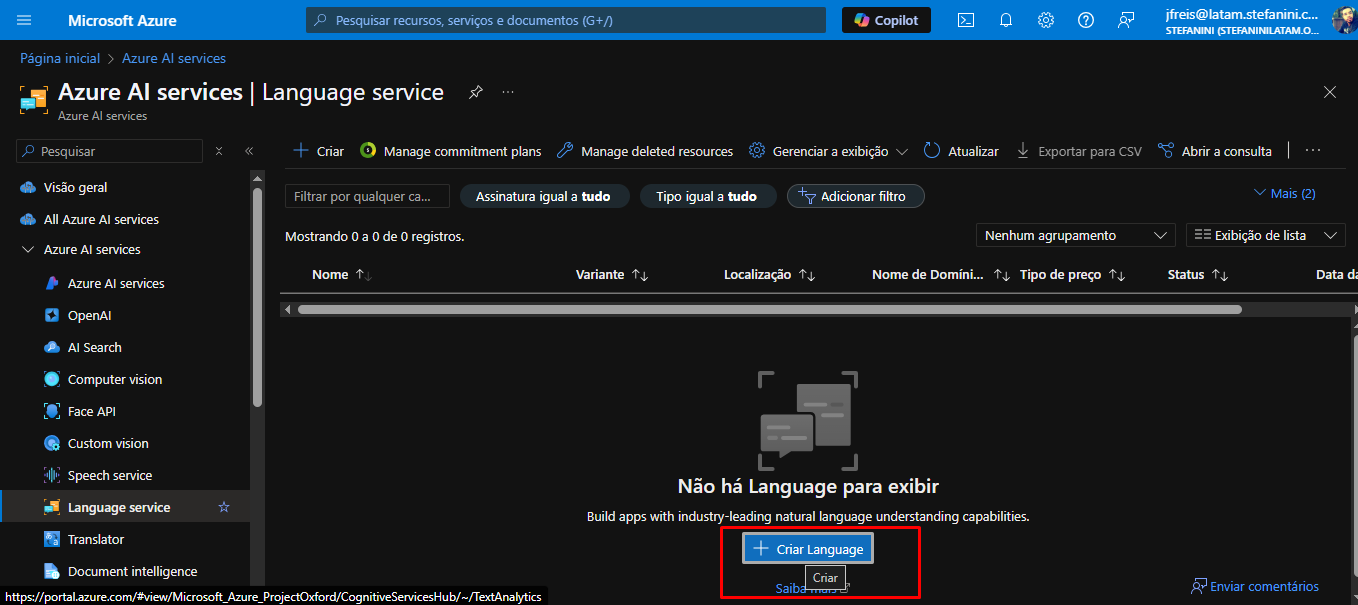 Microsoft Azure
Pesquisar recursos, serviços e documentos (G+/)
Copilot
jfreis@latam.stefanini.c...
STEFANINI (STEFANINILATAM.O...
Página inicial > Azure AI services
Azure AI services | Language service
Azure AI services
Pesquisar
Criar
Manage commitment plans
Manage deleted resources
Gerenciar a exibição
Atualizar
Exportar para CSV
Abrir a consulta
Visão geral
All Azure AI services
Azure AI services
Azure AI services
OpenAI
AI Search
Computer vision
Face API
Custom vision
Speech service
Language service
Translator
Document intelligence
Filtrar por qualquer ca...
Assinatura igual a tudo
Tipo igual a tudo
Adicionar filtro
Mais (2)
Mostrando 0 a 0 de 0 registros.
Nenhum agrupamento
Exibição de lista
Nome
Variante
Localização
Nome de Domíni...
Tipo de preço
Status
Data da
Não há Language para exibir
Build apps with industry-leading natural language understanding capabilities.
Criar Language
Criar
Saiba mais
Enviar comentários
https://portal.azure.com/#view/Microsoft_Azure_ProjectOxford/CognitiveServicesHub/~/TextAnalytics